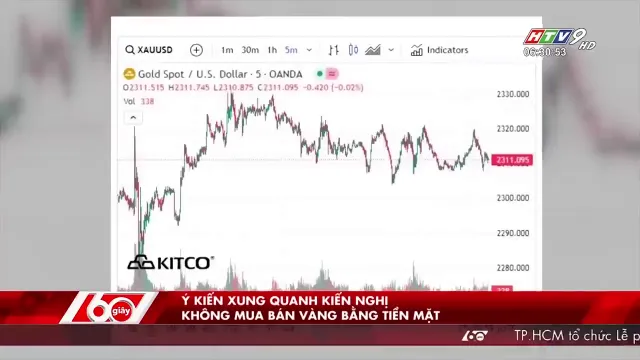 HTV9 HD
06:30:53
XAUUSD 1m 30m 1h 5m Indicators
Gold Spot / U.S. Dollar · 5 · OANDA
O2311.515 H2311.745 L2310.875 C2311.095 -0.420 (-0.02%)
Vol 338
2330.000
2320.000
2311.095
2300.000
2290.000
2280.000
KITCO
60 giây
Ý KIẾN XUNG QUANH KIẾN NGHỊ
KHÔNG MUA BÁN VÀNG BẰNG TIỀN MẶT
60
TP.HCM tổ chức Lễ p